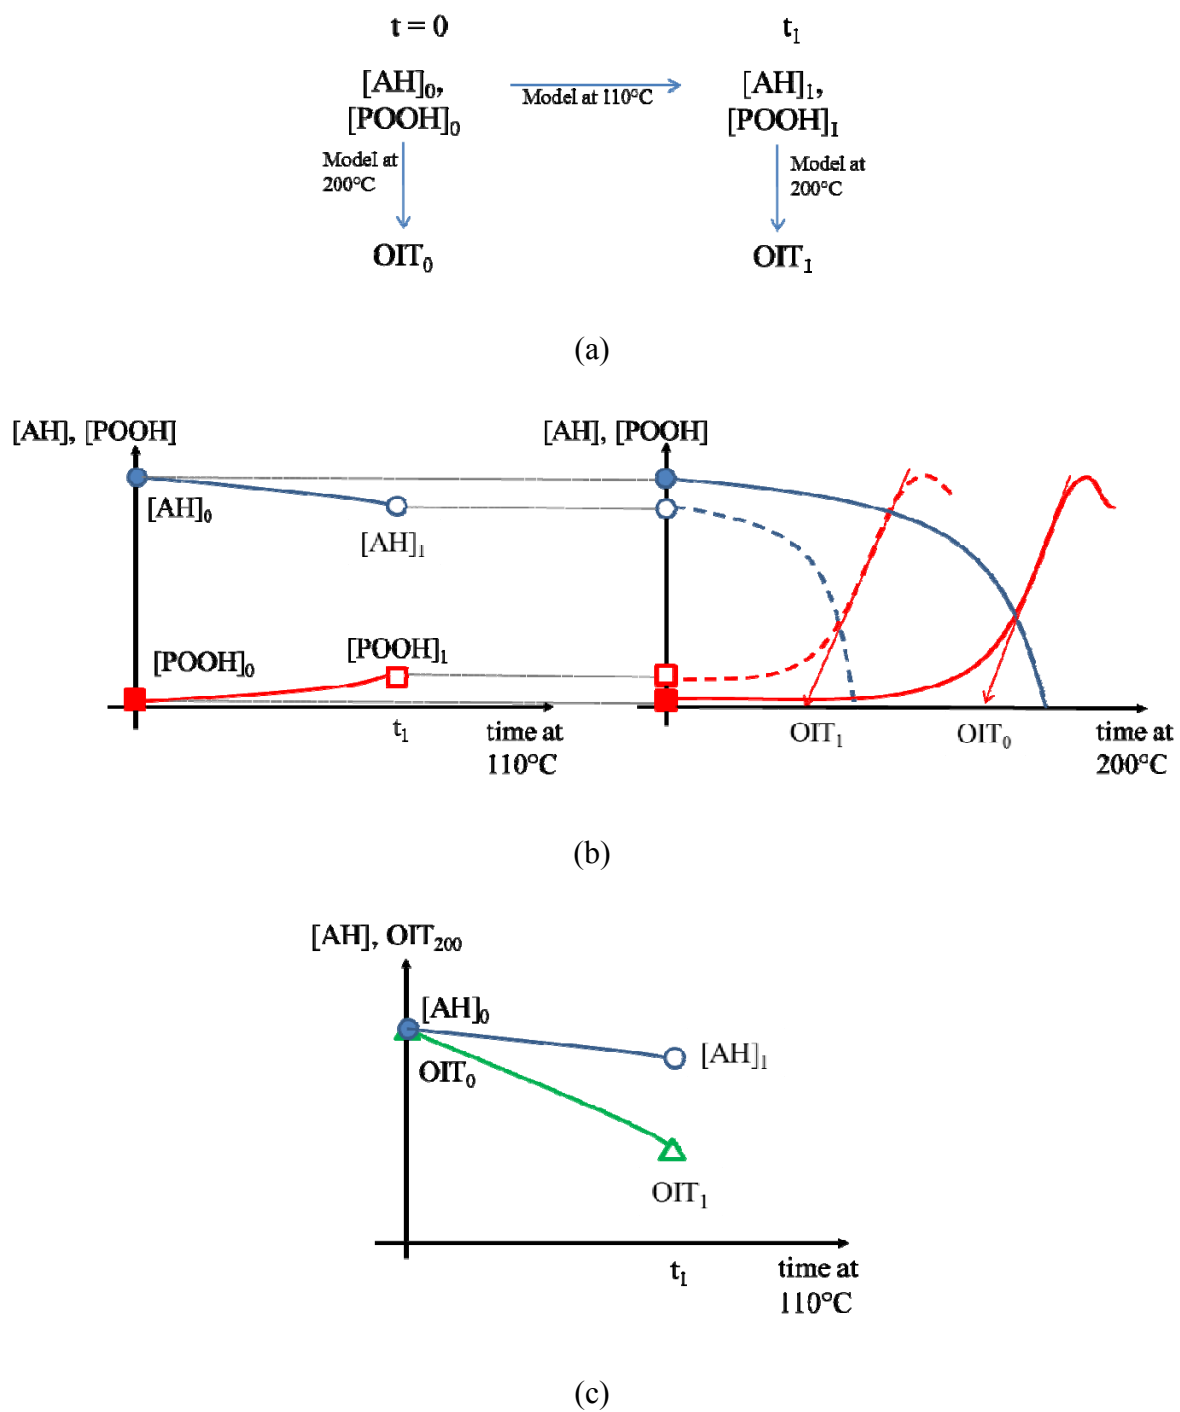 t = 0
t₁
[AH]₀,
[POOH]₀
Model at 110°C
[AH]₁,
[POOH]₁
Model at
200°C
Model at
200°C
OIT₀
OIT₁
(a)
[AH], [POOH]
[AH], [POOH]
[AH]₀
[AH]₁
[POOH]₀
[POOH]₁
t₁
time at
110°C
OIT₁
OIT₀
time at
200°C
(b)
[AH], OIT₂₀₀
[AH]₀
[AH]₁
OIT₀
OIT₁
t₁
time at
110°C
(c)